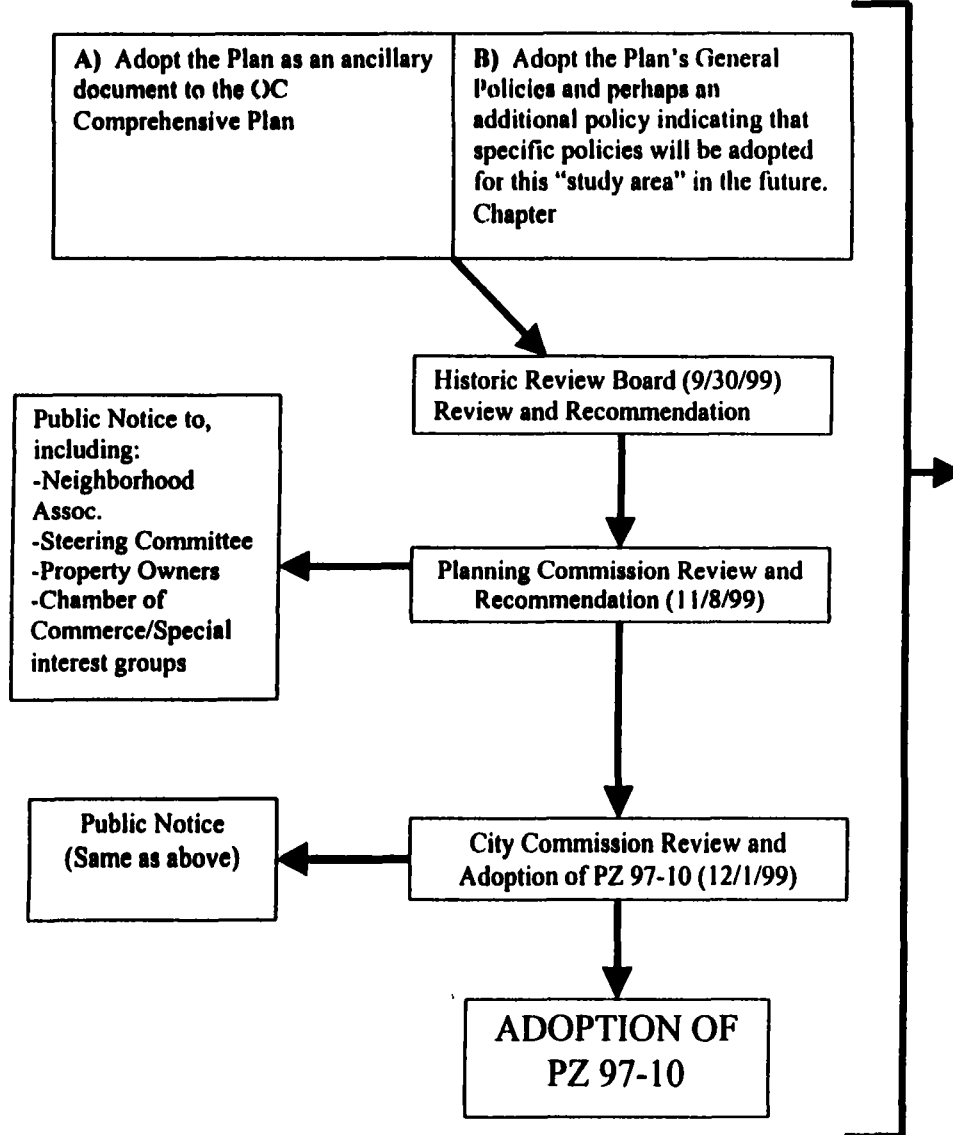 A) Adopt the Plan as an ancillary
document to the OC
Comprehensive Plan
B) Adopt the Plan's General
Policies and perhaps an
additional policy indicating that
specific policies will be adopted
for this "study area" in the future.
Chapter
Historic Review Board (9/30/99)
Review and Recommendation
Public Notice to,
including:
-Neighborhood
Assoc.
-Steering Committee
-Property Owners
-Chamber of
Commerce/Special
interest groups
Planning Commission Review and
Recommendation (11/8/99)
Public Notice
(Same as above)
City Commission Review and
Adoption of PZ 97-10 (12/1/99)
ADOPTION OF
PZ 97-10